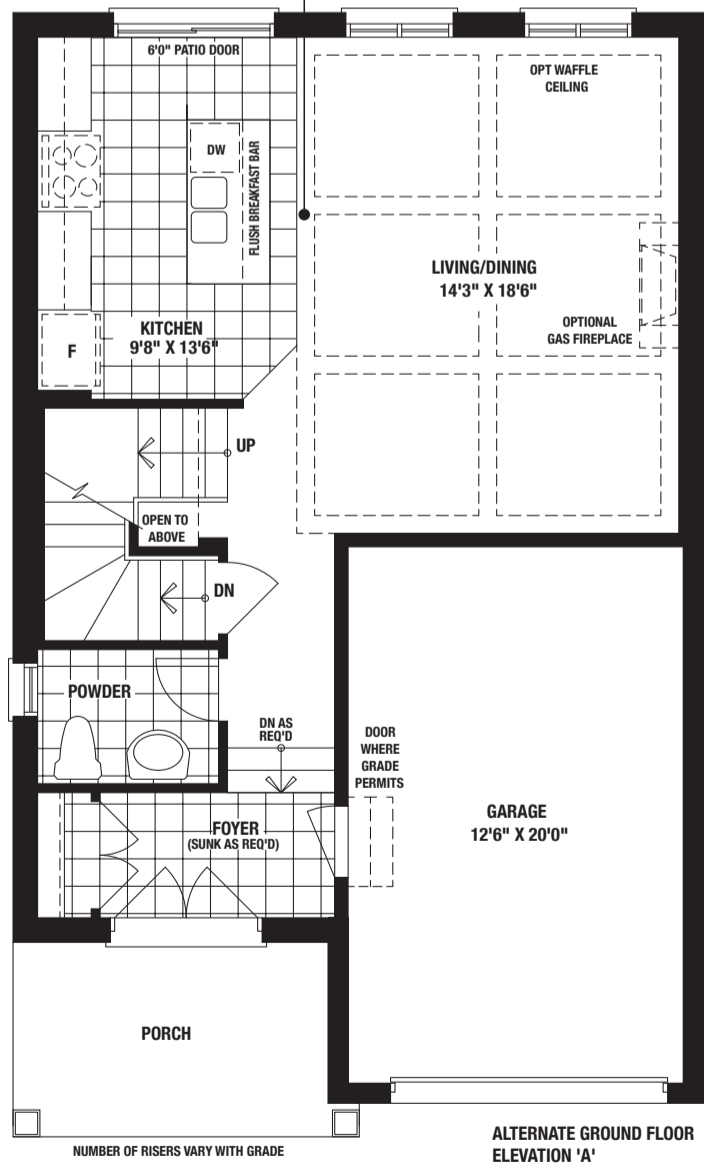 6'0" PATIO DOOR
OPT WAFFLE
CEILING
DW
FLUSH BREAKFAST BAR
LIVING/DINING
14'3" X 18'6"
OPTIONAL
GAS FIREPLACE
KITCHEN
9'8" X 13'6"
F
UP
OPEN TO
ABOVE
DN
POWDER
DN AS
REQ'D
DOOR
WHERE
GRADE
PERMITS
FOYER
(SUNK AS REQ'D)
GARAGE
12'6" X 20'0"
PORCH
NUMBER OF RISERS VARY WITH GRADE
ALTERNATE GROUND FLOOR
ELEVATION 'A'